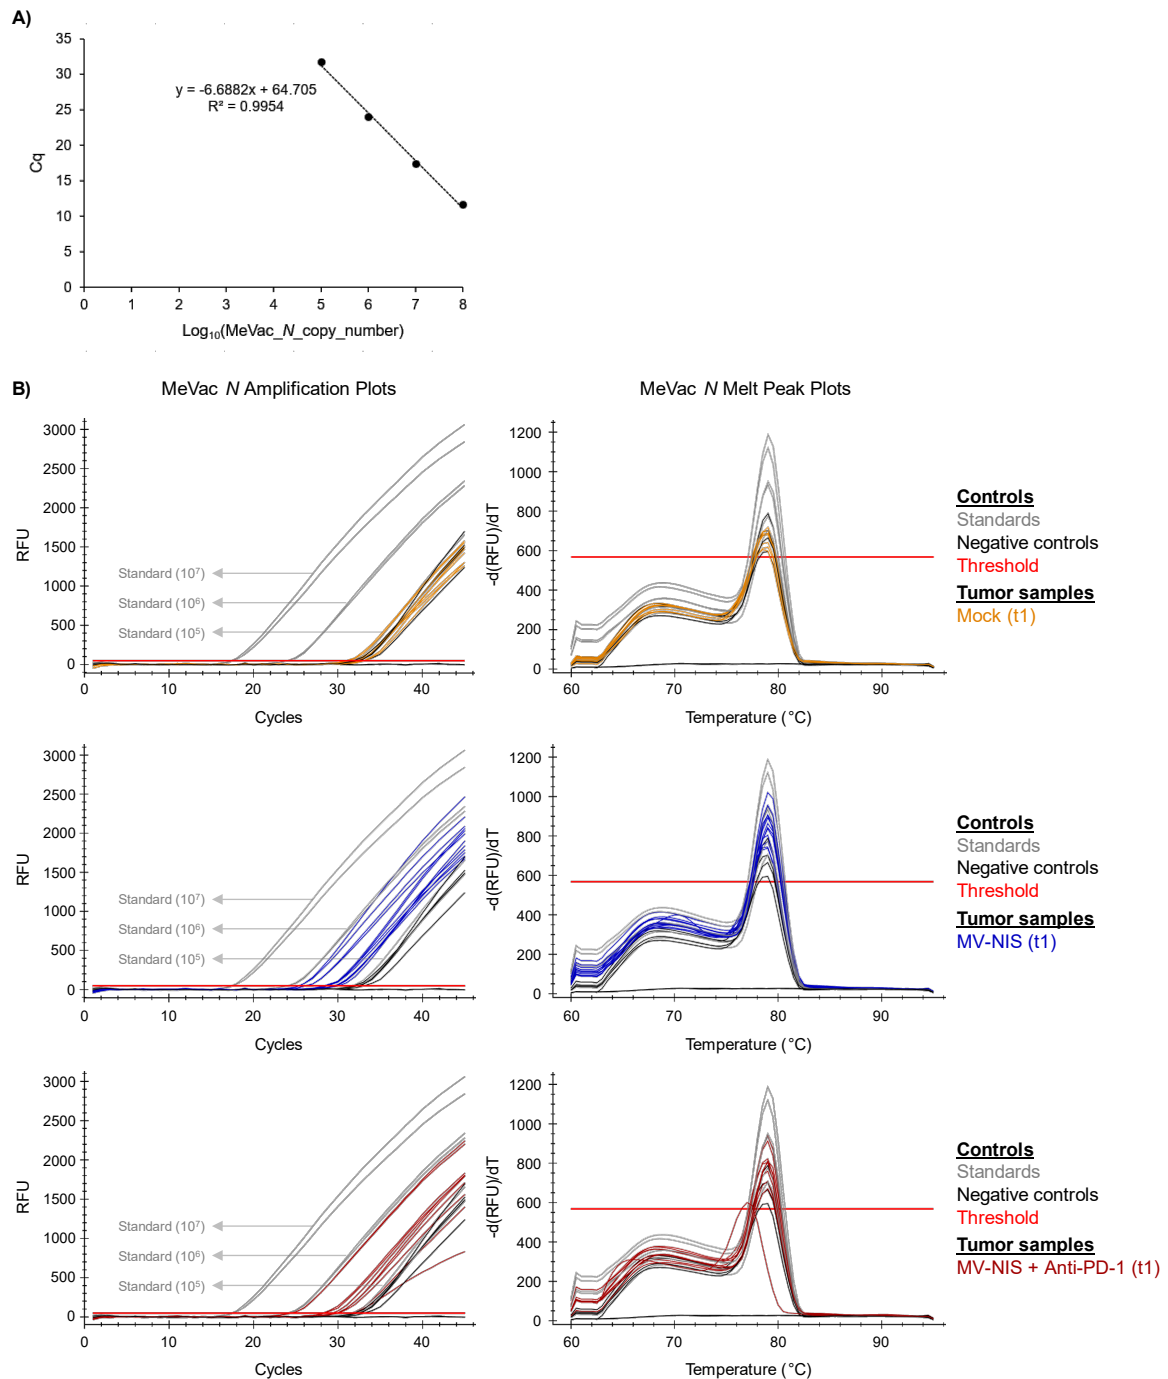 A)
35
30
25
20
15
10
5
0
Cq
y = -6.6882x + 64.705
R² = 0.9954
0 1 2 3 4 5 6 7 8
Log₁₀(MeVac_N_copy_number)
B)
MeVac N Amplification Plots
MeVac N Melt Peak Plots
3000
2500
2000
1500
1000
500
0
RFU
Standard (10⁷)
Standard (10⁶)
Standard (10⁵)
0 10 20 30 40
Cycles
1200
1000
800
600
400
200
0
-d(RFU)/dT
60 70 80 90
Temperature (°C)
Controls
Standards
Negative controls
Threshold
Tumor samples
Mock (t1)
3000
2500
2000
1500
1000
500
0
RFU
Standard (10⁷)
Standard (10⁶)
Standard (10⁵)
0 10 20 30 40
Cycles
1200
1000
800
600
400
200
0
-d((RFU)/dT
60 70 80 90
Temperature (°C)
Controls
Standards
Negative controls
Threshold
Tumor samples
MV-NIS (t1)
3000
2500
2000
1500
1000
500
0
RFU
Standard (10⁷)
Standard (10⁶)
Standard (10⁵)
0 10 20 30 40
Cycles
1200
1000
800
600
400
200
0
-d((RFU)/dT
60 70 80 90
Temperature (°C)
Controls
Standards
Negative controls
Threshold
Tumor samples
MV-NIS + Anti-PD-1 (t1)